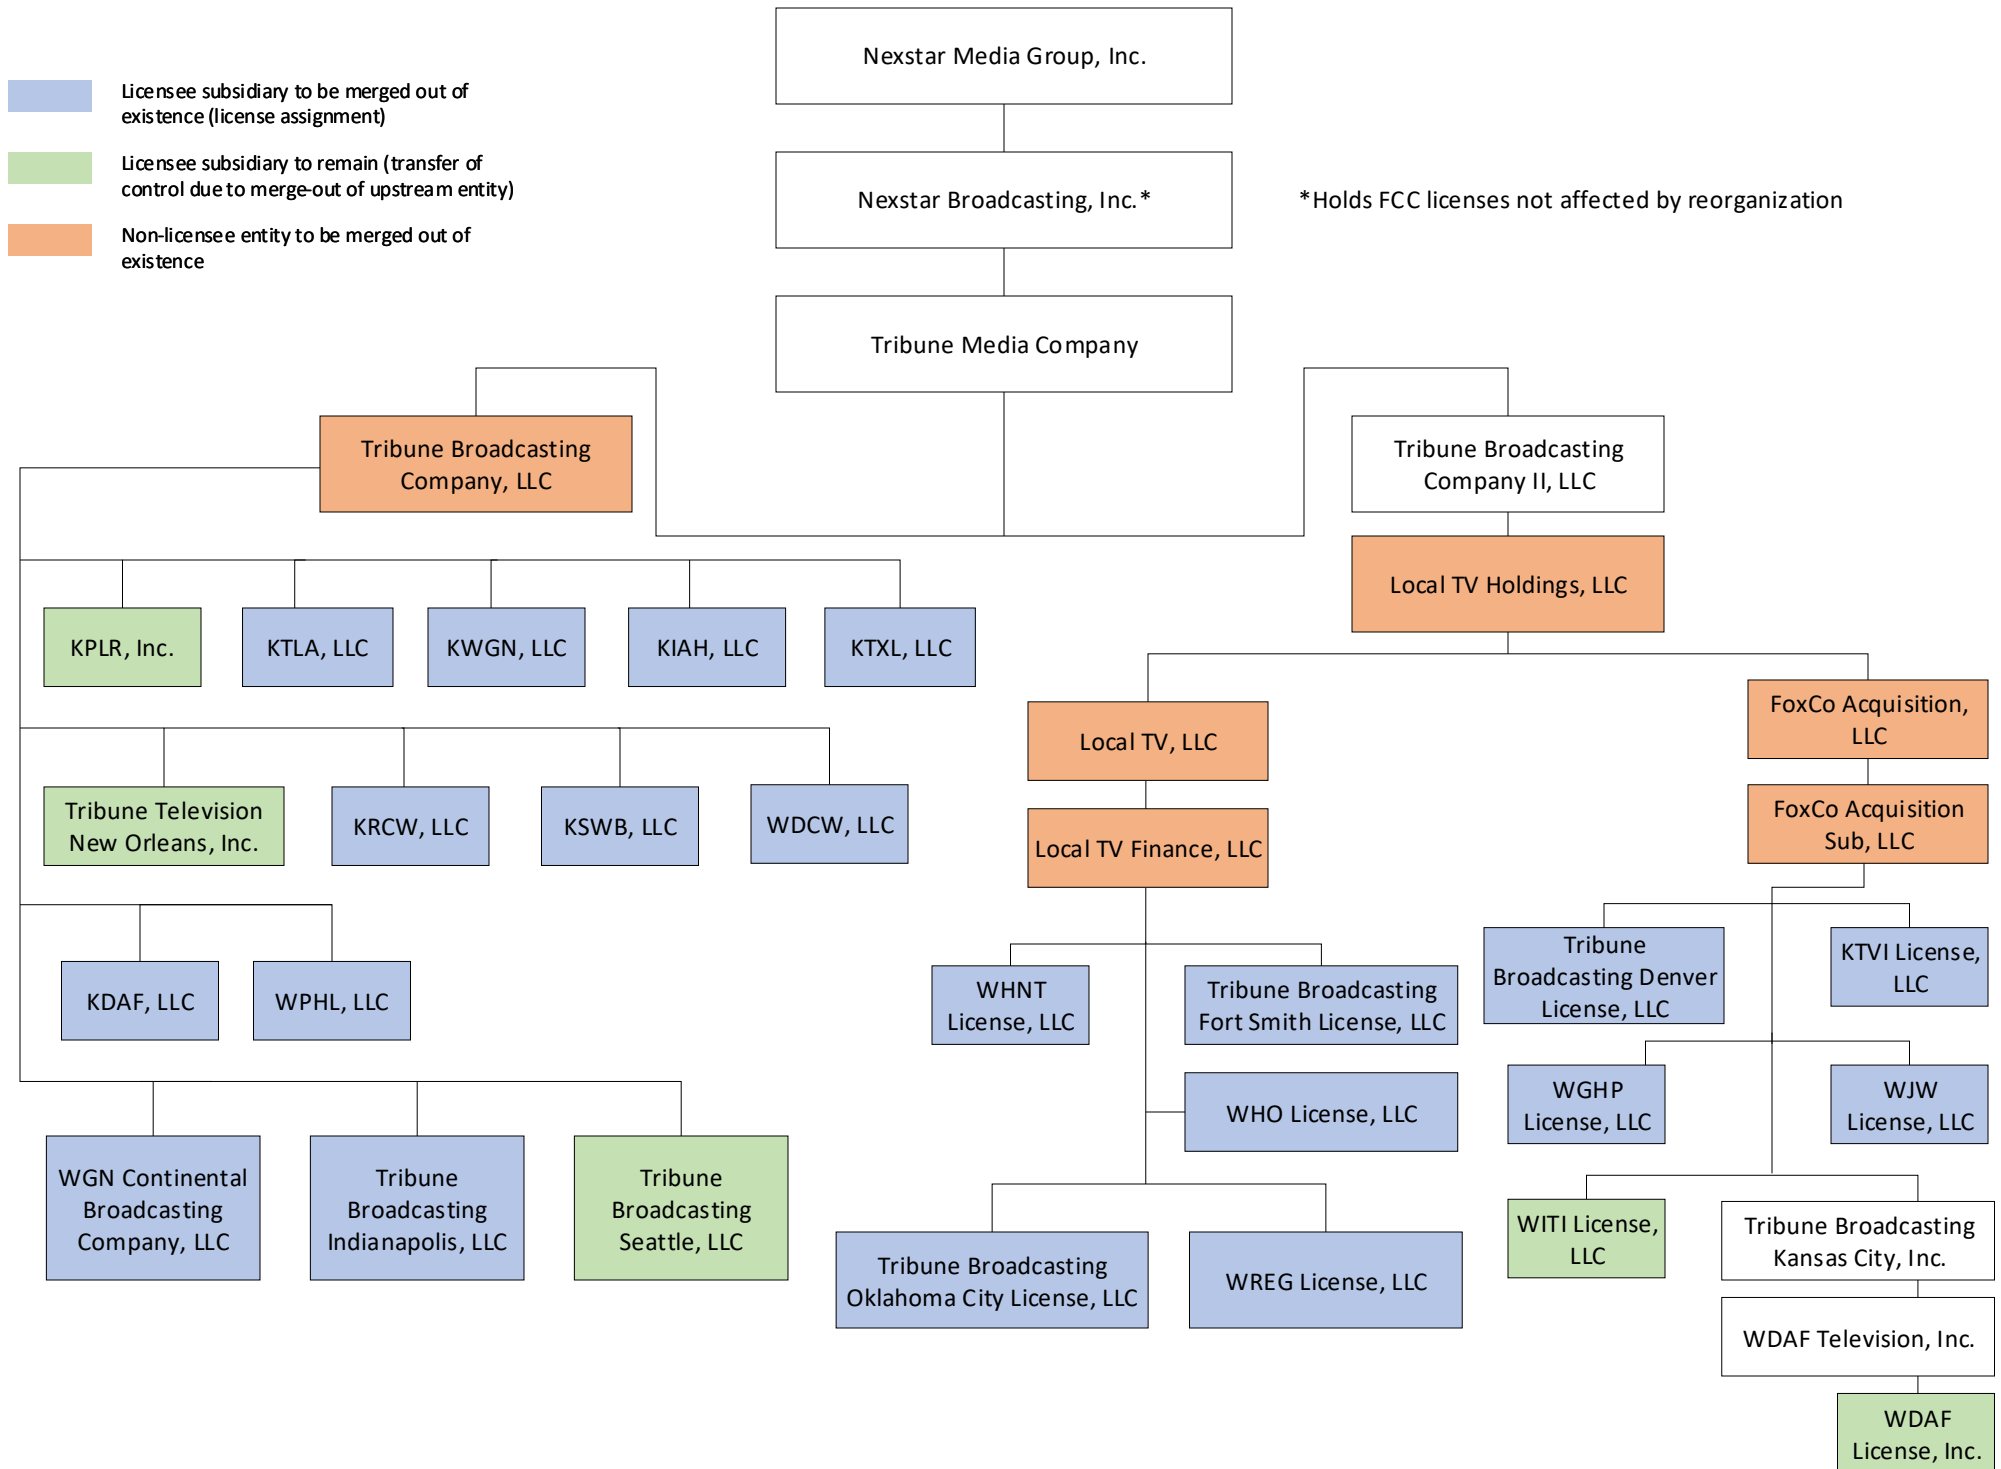 Nexstar Media Group, Inc.
Licensee subsidiary to be merged out of
existence (license assignment)
Licensee subsidiary to remain (transfer of
control due to merge-out of upstream entity)
Non-licensee entity to be merged out of
existence
Nexstar Broadcasting, Inc.*
*Holds FCC licenses not affected by reorganization
Tribune Media Company
Tribune Broadcasting
Company, LLC
Tribune Broadcasting
Company II, LLC
Local TV Holdings, LLC
KPLR, Inc.
KTLA, LLC
KWGN, LLC
KIAH, LLC
KTXL, LLC
Local TV, LLC
FoxCo Acquisition,
LLC
Tribune Television
New Orleans, Inc.
KRCW, LLC
KSWB, LLC
WDCW, LLC
Local TV Finance, LLC
FoxCo Acquisition
Sub, LLC
KDAF, LLC
WPHL, LLC
WHNT
License, LLC
Tribune Broadcasting
Fort Smith License, LLC
Tribune
Broadcasting Denver
License, LLC
KTVI License,
LLC
WHO License, LLC
WGHP
License, LLC
WJW
License, LLC
WGN Continental
Broadcasting
Company, LLC
Tribune
Broadcasting
Indianapolis, LLC
Tribune
Broadcasting
Seattle, LLC
Tribune Broadcasting
Oklahoma City License, LLC
WREG License, LLC
WITI License,
LLC
Tribune Broadcasting
Kansas City, Inc.
WDAF Television, Inc.
WDAF
License, Inc.